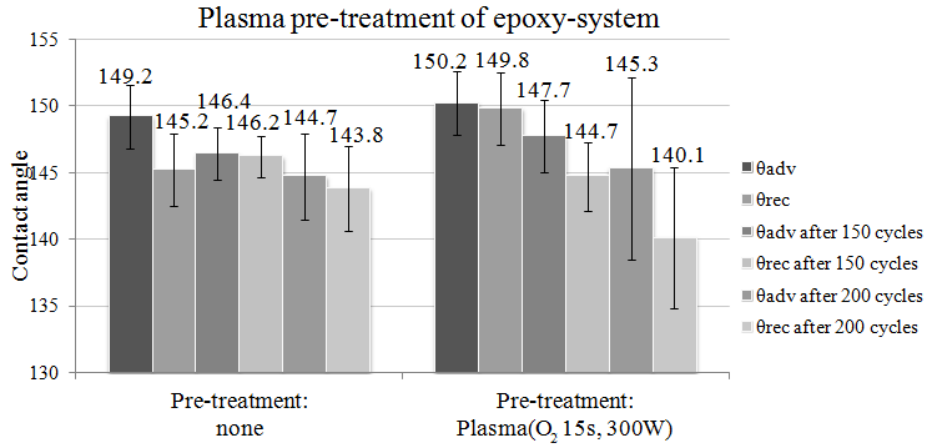 Plasma pre-treatment of epoxy-system
155
150
145
140
135
130
Contact angle
149.2
145.2
146.4
146.2
144.7
143.8
150.2
149.8
147.7
144.7
145.3
140.1
Pre-treatment:
none
Pre-treatment:
Plasma(O₂ 15s, 300W)
θadv
θrec
θadv after 150 cycles
θrec after 150 cycles
θadv after 200 cycles
θrec after 200 cycles